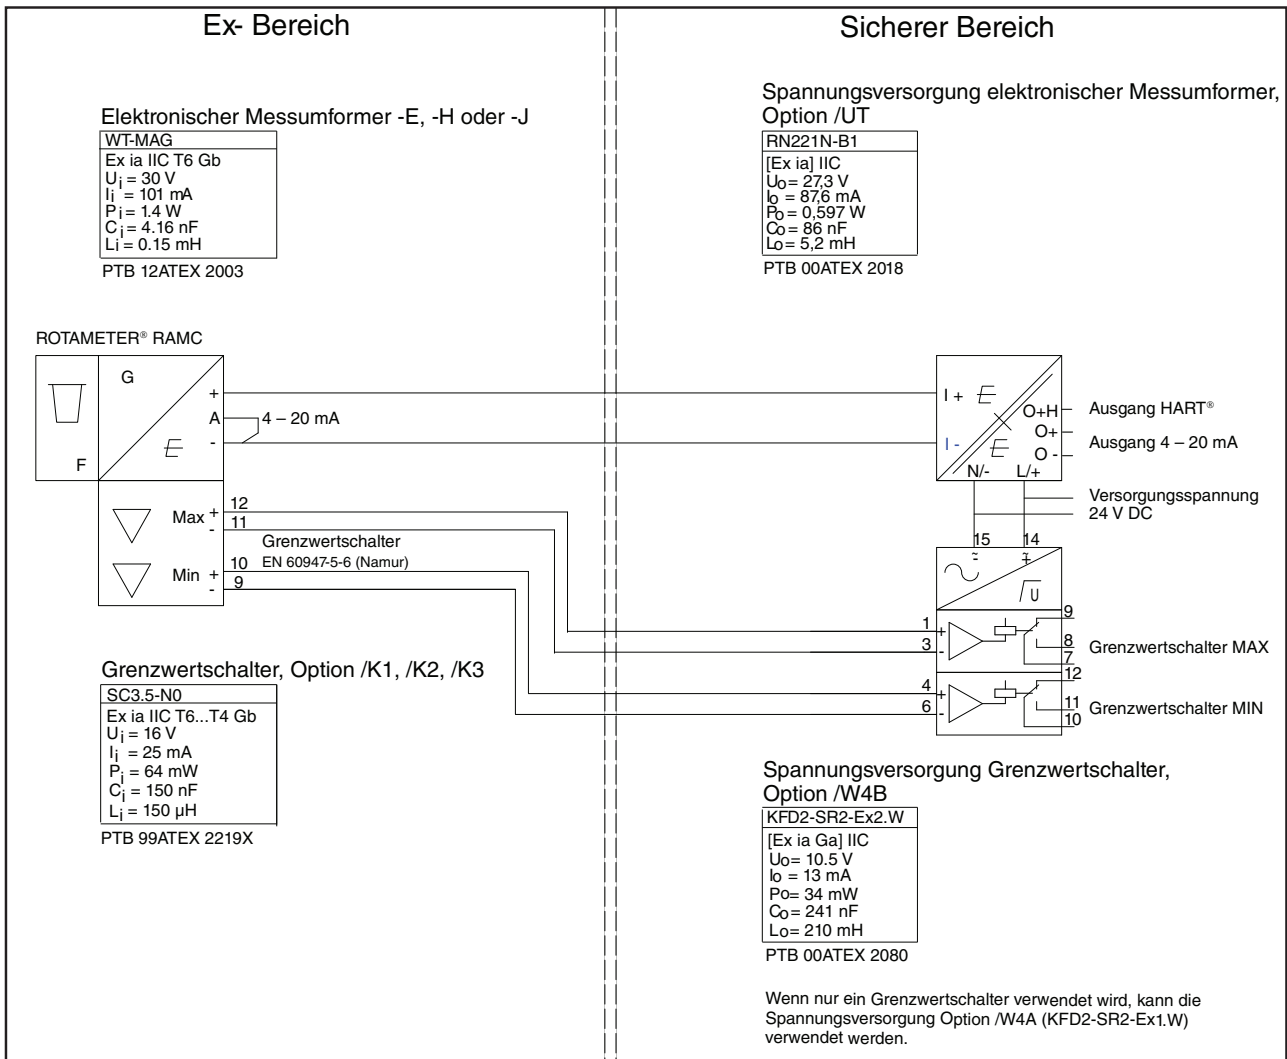 Ex- Bereich
Sicherer Bereich
Elektronischer Messumformer -E, -H oder -J
WT-MAG
Ex ia IIC T6 Gb
Ui = 30 V
Ii = 101 mA
Pi = 1.4 W
Ci = 4.16 nF
Li = 0.15 mH
PTB 12ATEX 2003
Spannungsversorgung elektronischer Messumformer,
Option /UT
RN221N-B1
[Ex ia] IIC
Uo = 27,3 V
Io = 87,6 mA
Po = 0,597 W
Co = 86 nF
Lo = 5,2 mH
PTB 00ATEX 2018
ROTAMETER® RAMC
G
F
E
+
A
-
4 – 20 mA
I +
I -
E
E
O+H
O+
O -
N/-
L/+
Ausgang HART®
Ausgang 4 – 20 mA
Versorgungsspannung
24 V DC
Max + 12
- 11
Grenzwertschalter
EN 60947-5-6 (Namur)
Min + 10
- 9
15
14
U
1 +
3 -
9
8
7
Grenzwertschalter MAX
4 +
6 -
12
11
10
Grenzwertschalter MIN
Grenzwertschalter, Option /K1, /K2, /K3
SC3.5-N0
Ex ia IIC T6...T4 Gb
Ui = 16 V
Ii = 25 mA
Pi = 64 mW
Ci = 150 nF
Li = 150 µH
PTB 99ATEX 2219X
Spannungsversorgung Grenzwertschalter,
Option /W4B
KFD2-SR2-Ex2.W
[Ex ia Ga] IIC
Uo= 10.5 V
Io = 13 mA
Po= 34 mW
Co = 241 nF
Lo= 210 mH
PTB 00ATEX 2080
Wenn nur ein Grenzwertschalter verwendet wird, kann die
Spannungsversorgung Option /W4A (KFD2-SR2-Ex1.W)
verwendet werden.